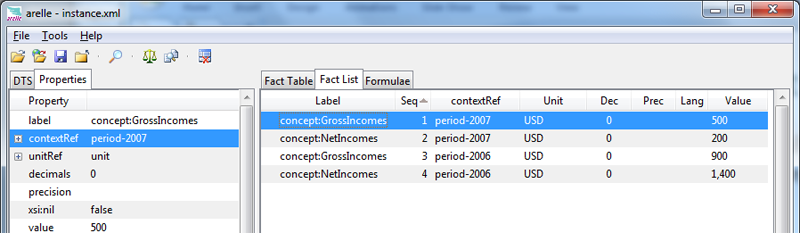 arelle arelle - instance.xml
File Tools Help
DTS Properties
Property
label concept:GrossIncomes
contextRef period-2007
unitRef unit
decimals 0
precision
xsi:nil false
value 500
Fact Table Fact List Formulae
Label Seq contextRef Unit Dec Prec Lang Value
concept:GrossIncomes 1 period-2007 USD 0 500
concept:NetIncomes 2 period-2007 USD 0 200
concept:GrossIncomes 3 period-2006 USD 0 900
concept:NetIncomes 4 period-2006 USD 0 1,400